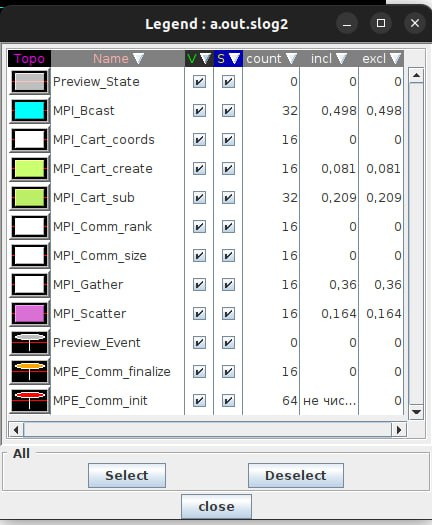 Legend : a.out.slog2
Topo Name V S count incl excl
Preview_State 0 0 0
MPI_Bcast 32 0,498 0,498
MPI_Cart_coords 16 0 0
MPI_Cart_create 16 0,081 0,081
MPI_Cart_sub 32 0,209 0,209
MPI_Comm_rank 16 0 0
MPI_Comm_size 16 0 0
MPI_Gather 16 0,36 0,36
MPI_Scatter 16 0,164 0,164
Preview_Event 0 0 0
MPE_Comm_finalize 16 0 0
MPE_Comm_init 64 не чис... 0
All
Select Deselect
close